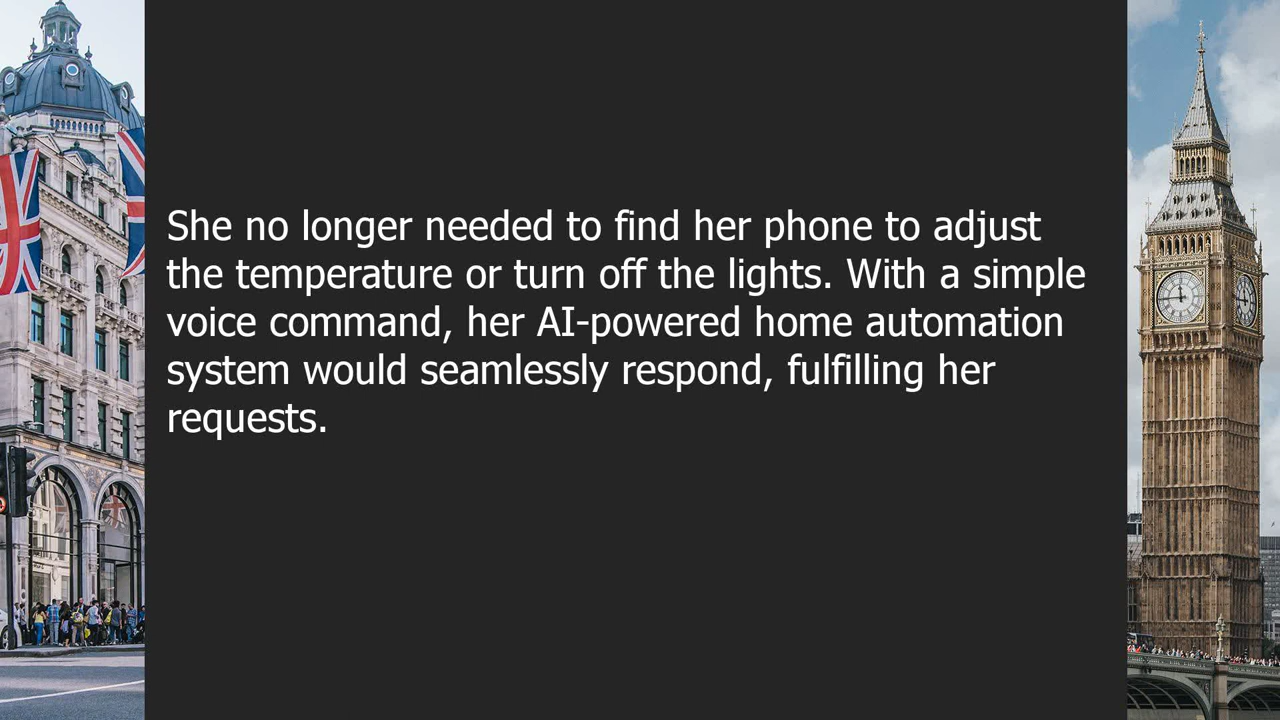 She no longer needed to find her phone to adjust
the temperature or turn off the lights. With a simple
voice command, her AI-powered home automation
system would seamlessly respond, fulfilling her
requests.